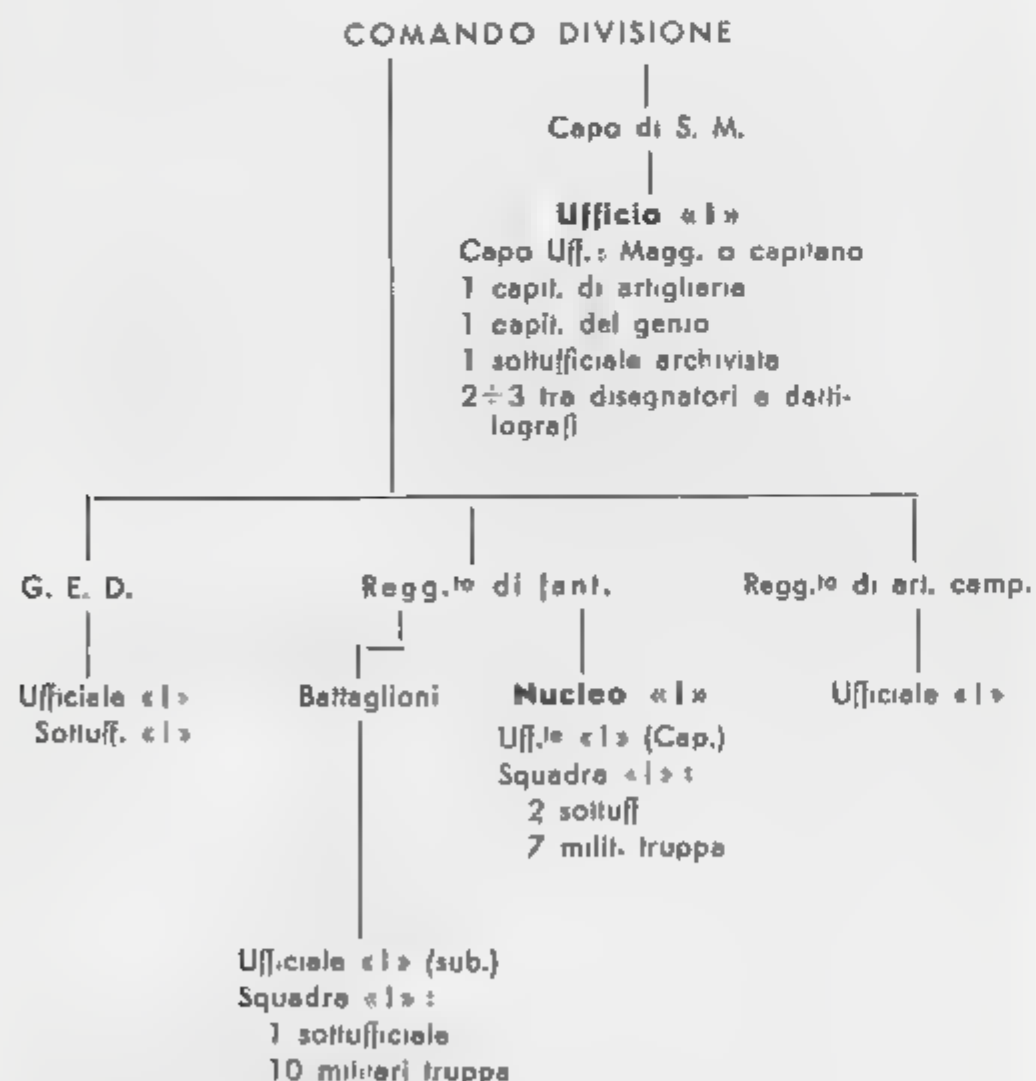 COMANDO DIVISIONE
Capo di S. M.
Ufficio «I»
Capo Uff.: Magg. o capitano
1 capit. di artiglieria
1 capit. del genio
1 sottufficiale archivista
2÷3 tra disegnatori e datti-
lografi
G. E. D.
Regg.to di fant.
Regg.to di art. camp.
Ufficiale «I»
Sottuff. «I»
Battaglioni
Nucleo «I»
Uff.le «I» (Cap.)
Squadra «I»:
2 sottuff
7 milit. truppa
Ufficiale «I»
Ufficiale «I» (sub.)
Squadra «I»:
1 sottufficiale
10 militari truppa